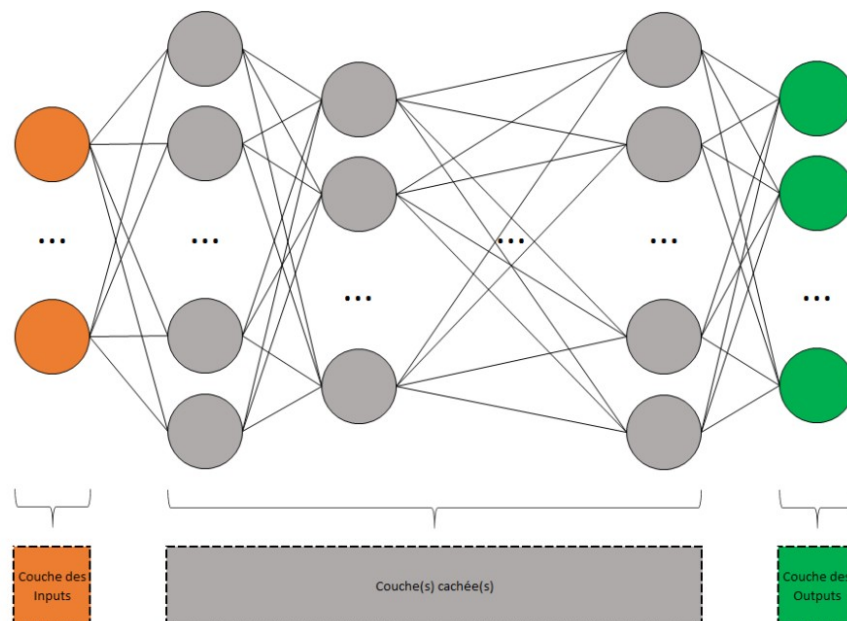 ...
...
...
...
...
...
Couche des
Inputs
Couche(s) cachée(s)
Couche des
Outputs